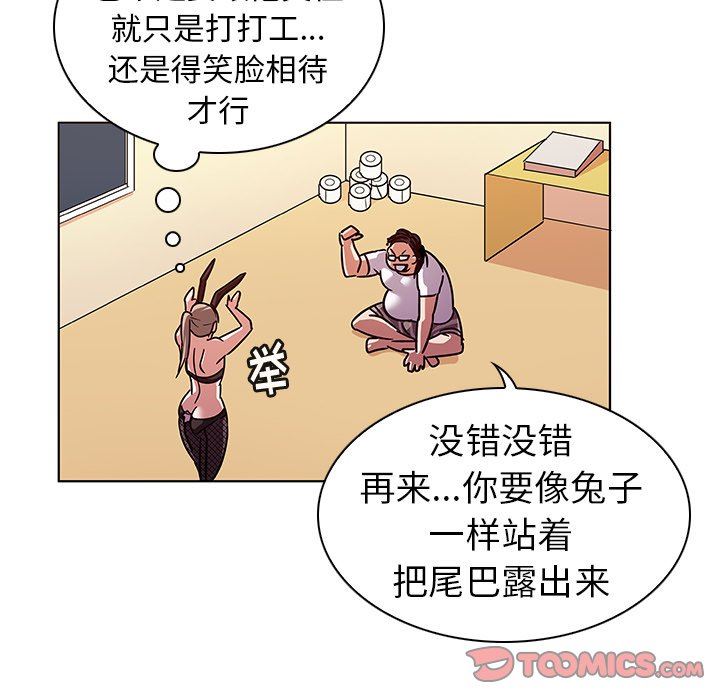 就只是打打工...
还是得笑脸相待
才行
举
没错没错
再来...你要像兔子
一样站着
把尾巴露出来
TOOMICS.COM